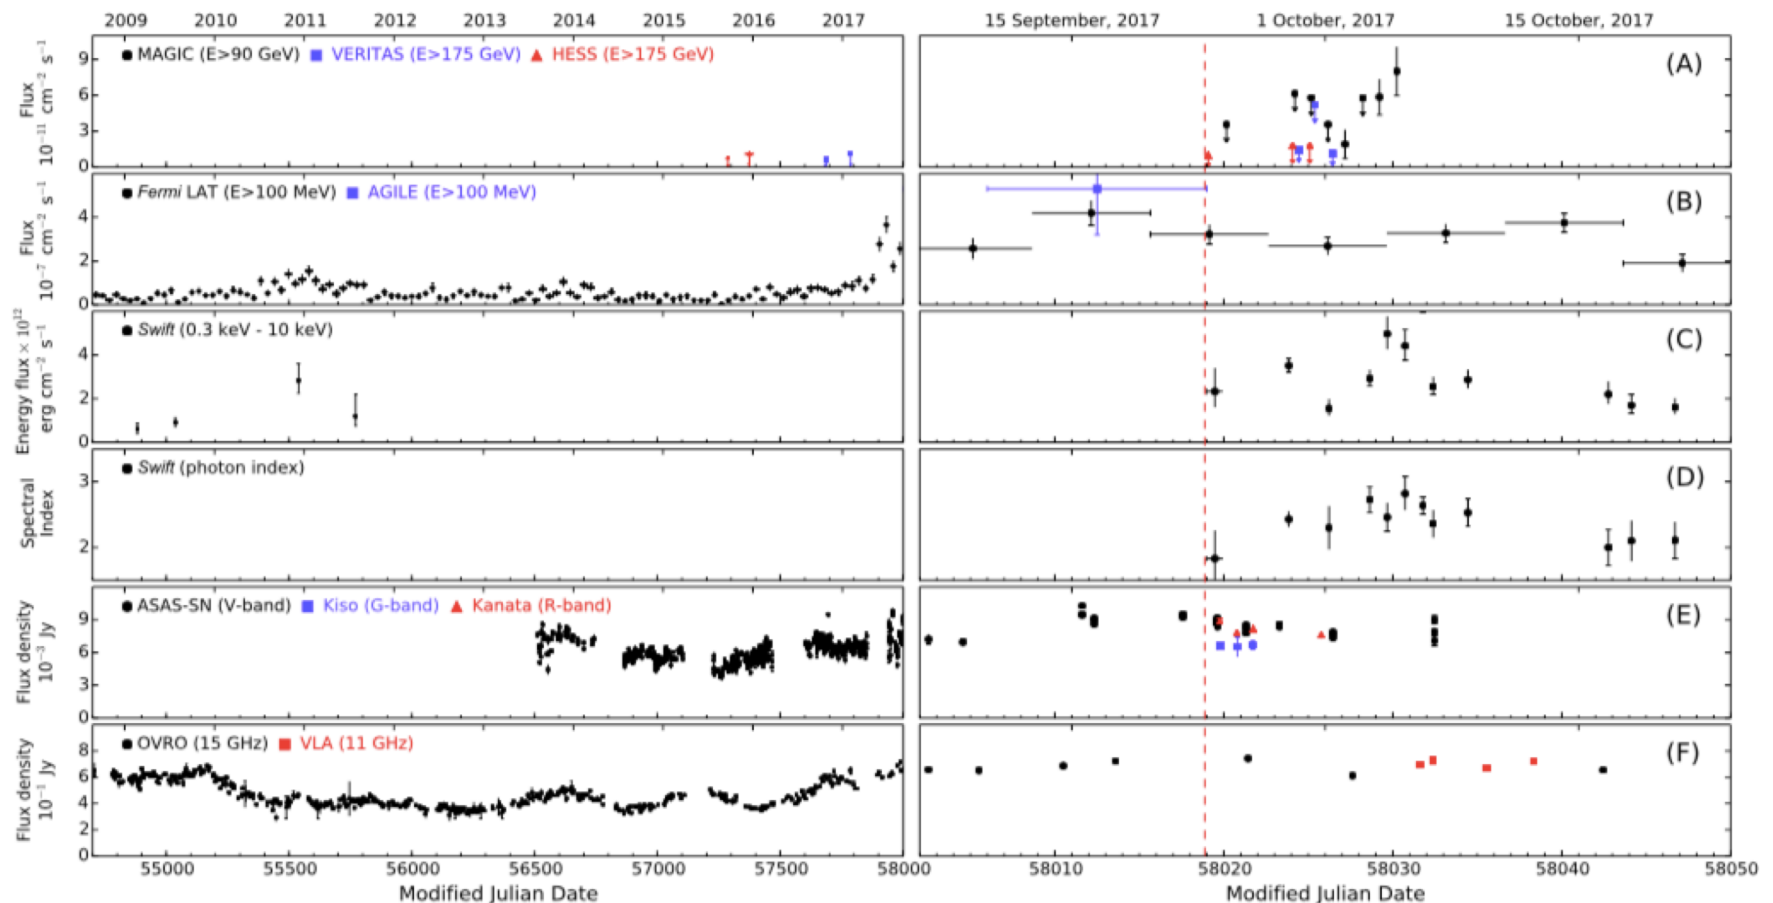 2009 2010 2011 2012 2013 2014 2015 2016 2017 15 September, 2017 1 October, 2017 15 October, 2017
MAGIC (E>90 GeV) VERITAS (E>175 GeV) HESS (E>175 GeV) (A)
Flux
10⁻¹¹ cm⁻² s⁻¹
9
6
3
0
Fermi LAT (E>100 MeV) AGILE (E>100 MeV) (B)
Flux
10⁻⁷ cm⁻² s⁻¹
4
2
0
Swift (0.3 keV - 10 keV) (C)
Energy flux × 10¹²
erg cm⁻² s⁻¹
4
2
0
Swift (photon index) (D)
Spectral
Index
3
2
ASAS-SN (V-band) Kiso (G-band) Kanata (R-band) (E)
Flux density
10⁻³ Jy
9
6
3
0
OVRO (15 GHz) VLA (11 GHz) (F)
Flux density
10⁻¹ Jy
8
6
4
2
0
55000 55500 56000 56500 57000 57500 58000 58010 58020 58030 58040 58050
Modified Julian Date Modified Julian Date